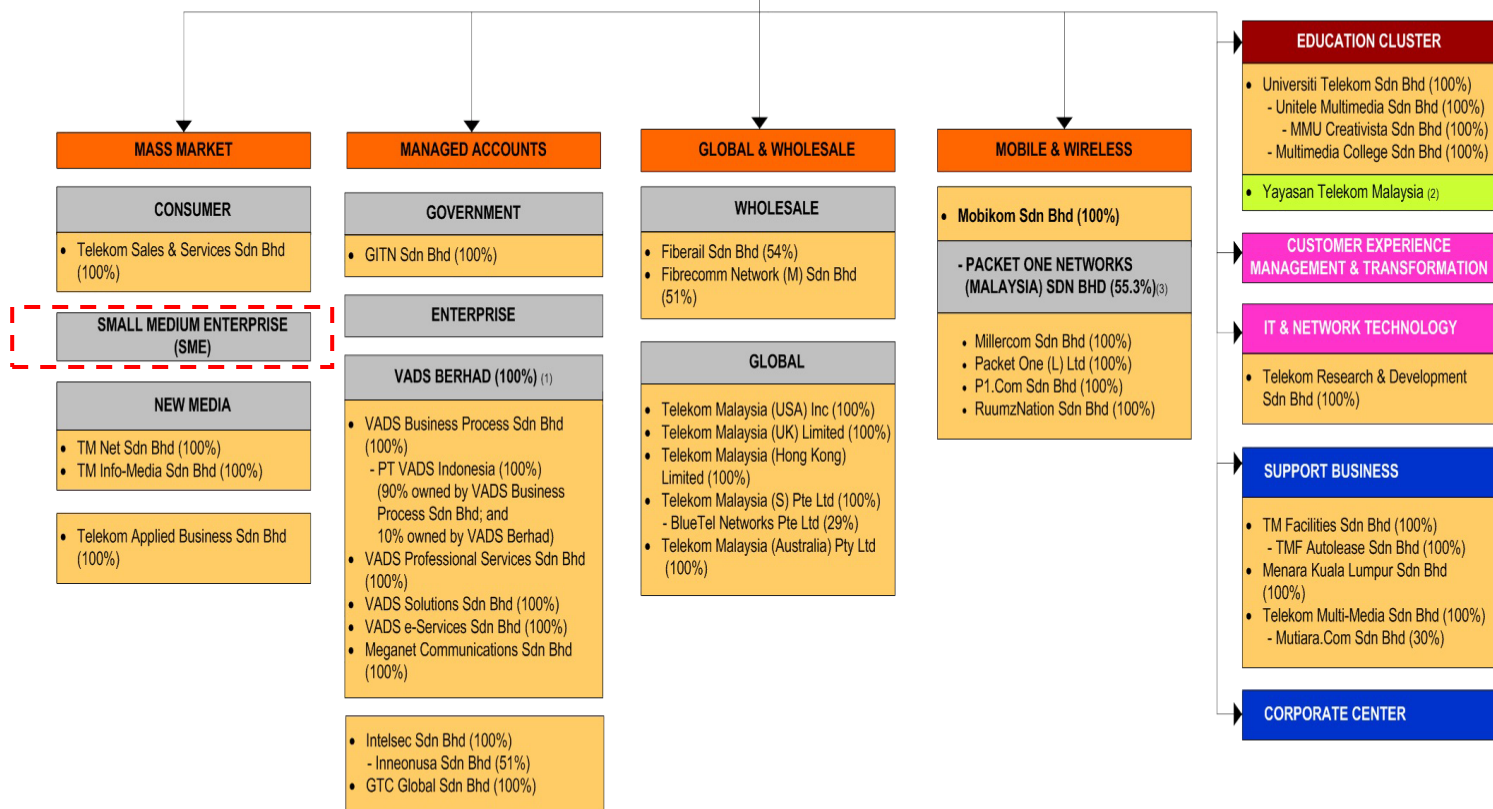 MASS MARKET
CONSUMER
• Telekom Sales & Services Sdn Bhd
(100%)
SMALL MEDIUM ENTERPRISE
(SME)
NEW MEDIA
• TM Net Sdn Bhd (100%)
• TM Info-Media Sdn Bhd (100%)
• Telekom Applied Business Sdn Bhd
(100%)
MANAGED ACCOUNTS
GOVERNMENT
• GITN Sdn Bhd (100%)
ENTERPRISE
VADS BERHAD (100%) (1)
• VADS Business Process Sdn Bhd
(100%)
- PT VADS Indonesia (100%)
(90% owned by VADS Business
Process Sdn Bhd; and
10% owned by VADS Berhad)
• VADS Professional Services Sdn Bhd
(100%)
• VADS Solutions Sdn Bhd (100%)
• VADS e-Services Sdn Bhd (100%)
• Meganet Communications Sdn Bhd
(100%)
• Intelsec Sdn Bhd (100%)
- Inneonusa Sdn Bhd (51%)
• GTC Global Sdn Bhd (100%)
GLOBAL & WHOLESALE
WHOLESALE
• Fiberail Sdn Bhd (54%)
• Fibrecomm Network (M) Sdn Bhd
(51%)
GLOBAL
• Telekom Malaysia (USA) Inc (100%)
• Telekom Malaysia (UK) Limited (100%)
• Telekom Malaysia (Hong Kong)
Limited (100%)
• Telekom Malaysia (S) Pte Ltd (100%)
- BlueTel Networks Pte Ltd (29%)
• Telekom Malaysia (Australia) Pty Ltd
(100%)
MOBILE & WIRELESS
• Mobikom Sdn Bhd (100%)
- PACKET ONE NETWORKS
(MALAYSIA) SDN BHD (55.3%)(3)
• Millercom Sdn Bhd (100%)
• Packet One (L) Ltd (100%)
• P1.Com Sdn Bhd (100%)
• RuumzNation Sdn Bhd (100%)
EDUCATION CLUSTER
• Universiti Telekom Sdn Bhd (100%)
- Unitele Multimedia Sdn Bhd (100%)
- MMU Creativista Sdn Bhd (100%)
- Multimedia College Sdn Bhd (100%)
• Yayasan Telekom Malaysia (2)
CUSTOMER EXPERIENCE
MANAGEMENT & TRANSFORMATION
IT & NETWORK TECHNOLOGY
• Telekom Research & Development
Sdn Bhd (100%)
SUPPORT BUSINESS
• TM Facilities Sdn Bhd (100%)
- TMF Autolease Sdn Bhd (100%)
• Menara Kuala Lumpur Sdn Bhd
(100%)
• Telekom Multi-Media Sdn Bhd (100%)
- Mutiara.Com Sdn Bhd (30%)
CORPORATE CENTER